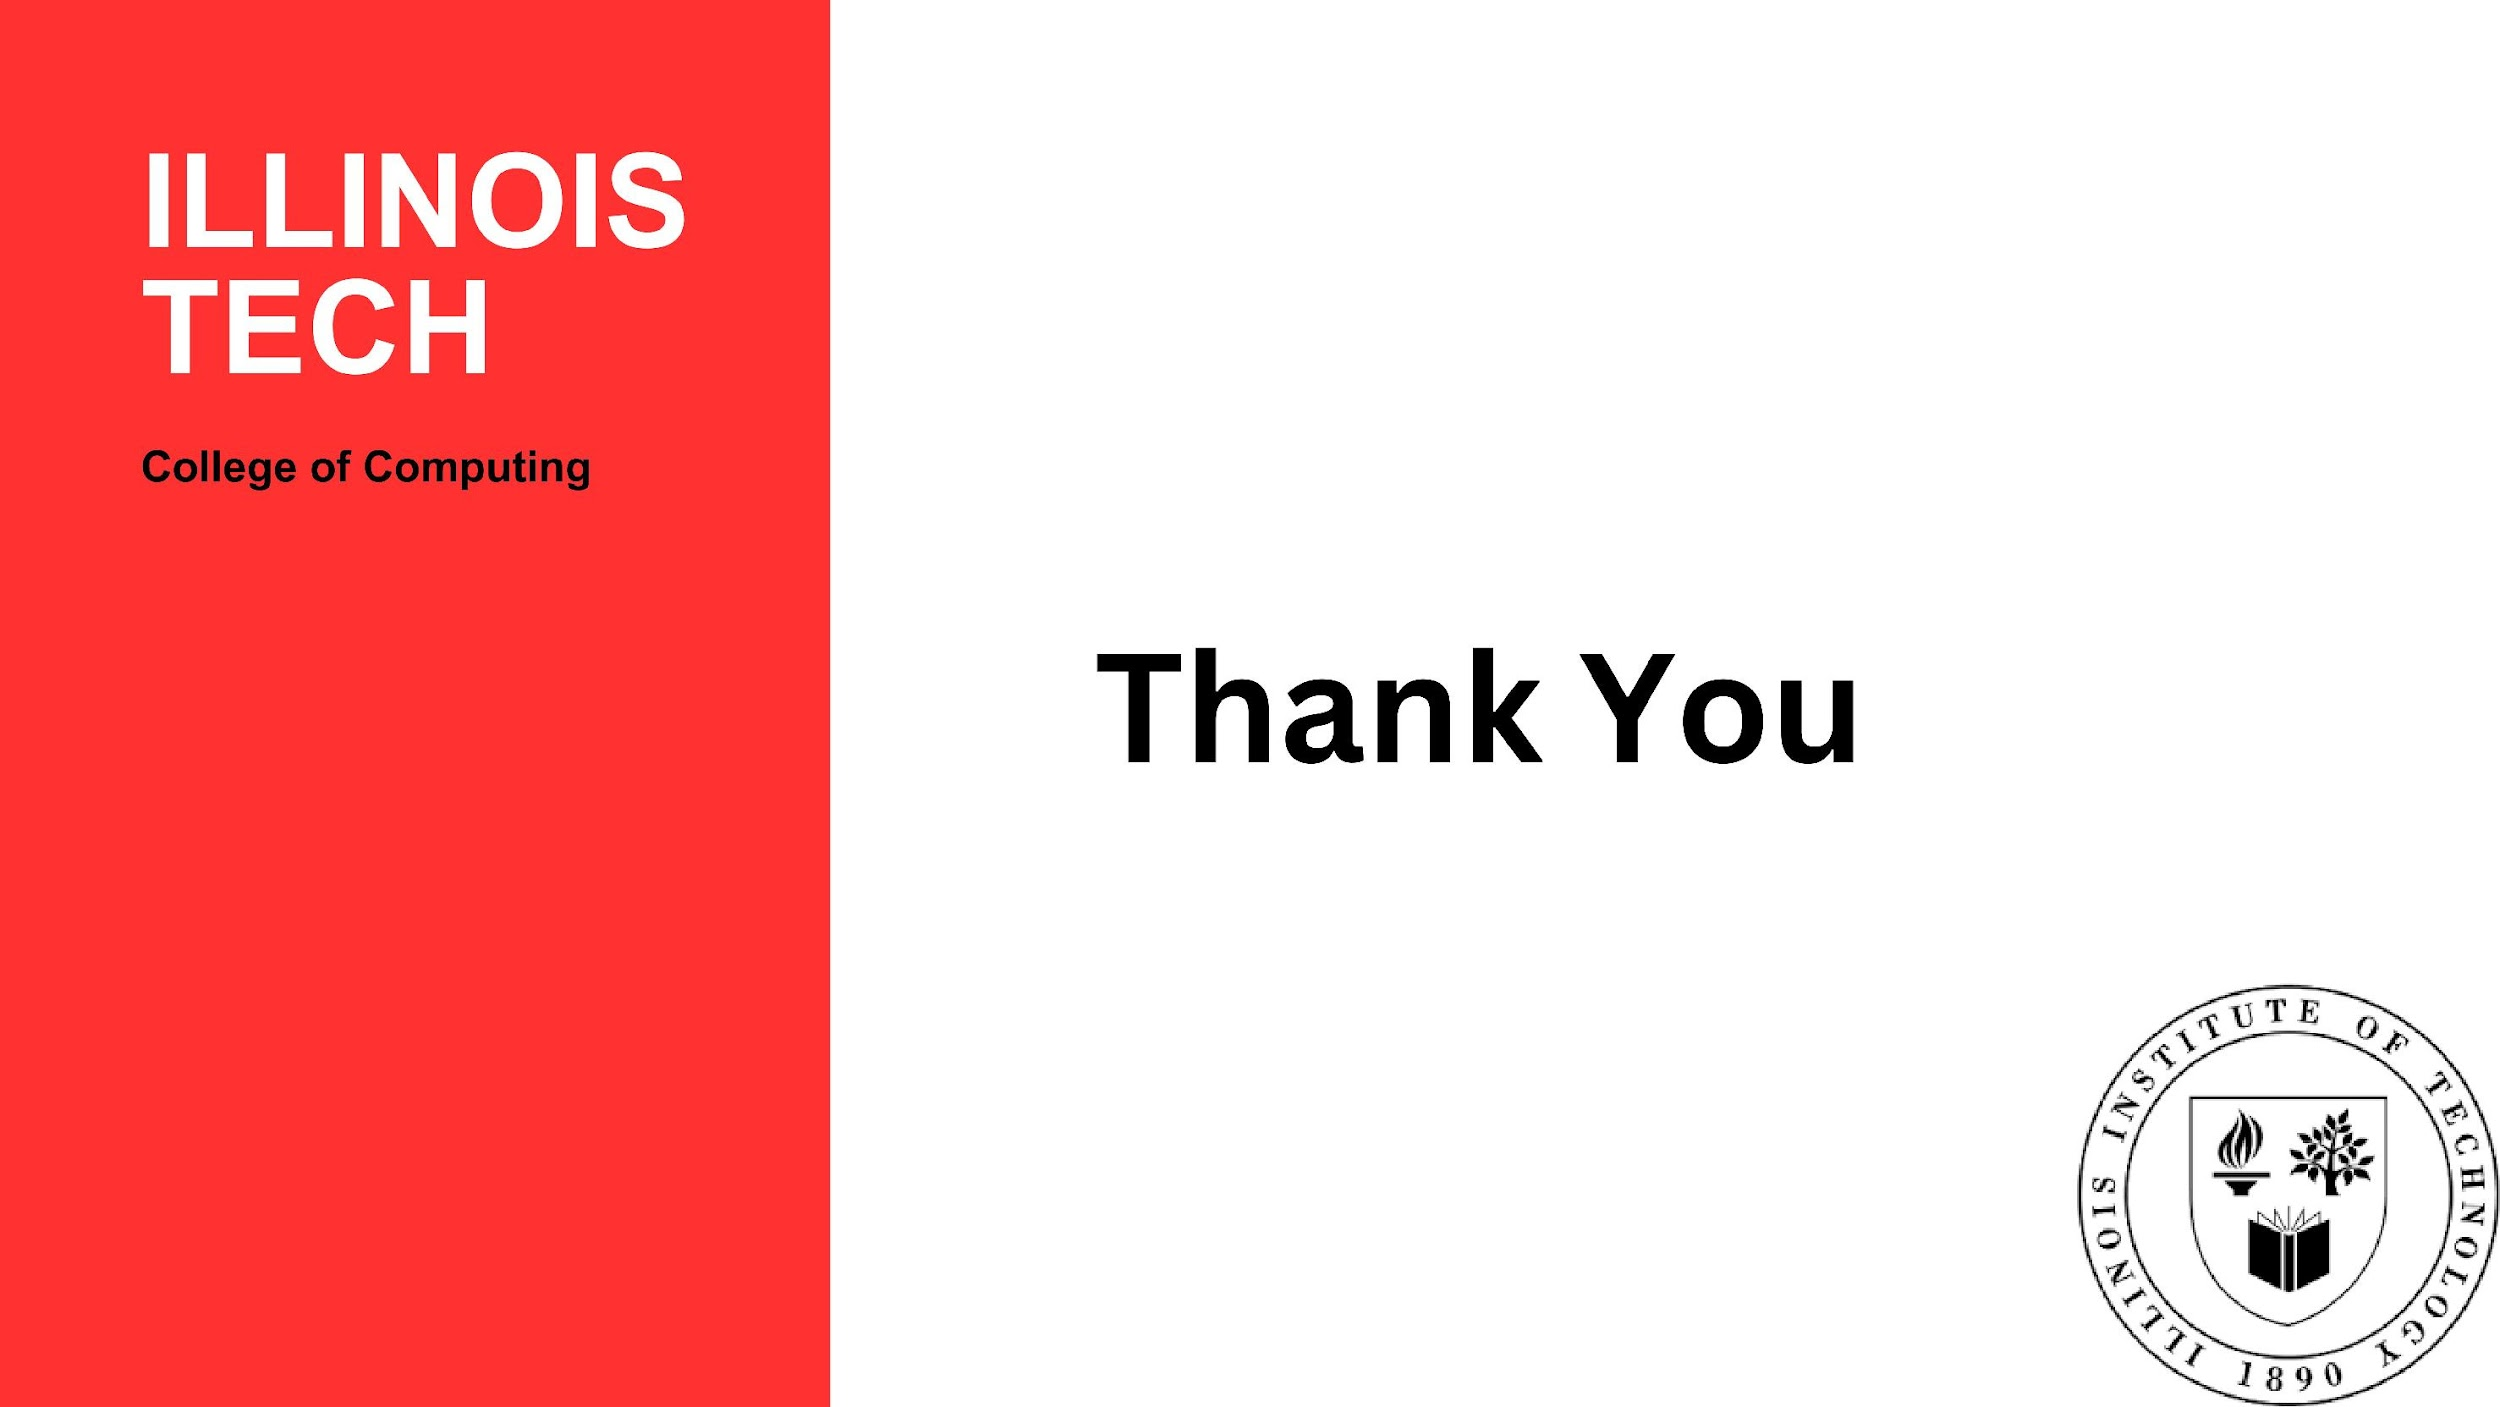 ILLINOIS
TECH
College of Computing
Thank You
ILLINOIS INSTITUTE OF TECHNOLOGY
1890